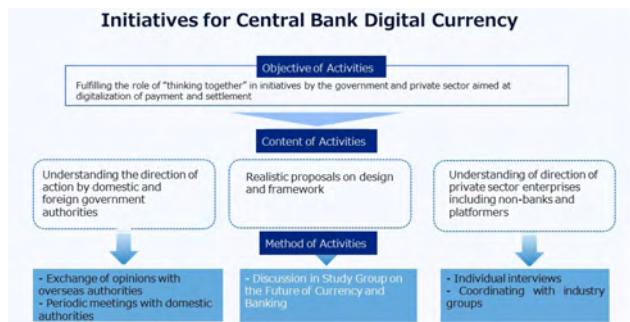 Initiatives for Central Bank Digital Currency
Objective of Activities
Fulfilling the role of "thinking together" in initiatives by the government and private sector aimed at
digitalization of payment and settlement
Content of Activities
Understanding the direction of
action by domestic and
foreign government
authorities
Realistic proposals on design
and framework
Understanding of direction of
private sector enterprises
including non-banks and
platformers
Method of Activities
- Exchange of opinions with
overseas authorities
- Periodic meetings with domestic
authorities
- Discussion in Study Group on
the Future of Currency and
Banking
- Individual interviews
- Coordinating with industry
groups